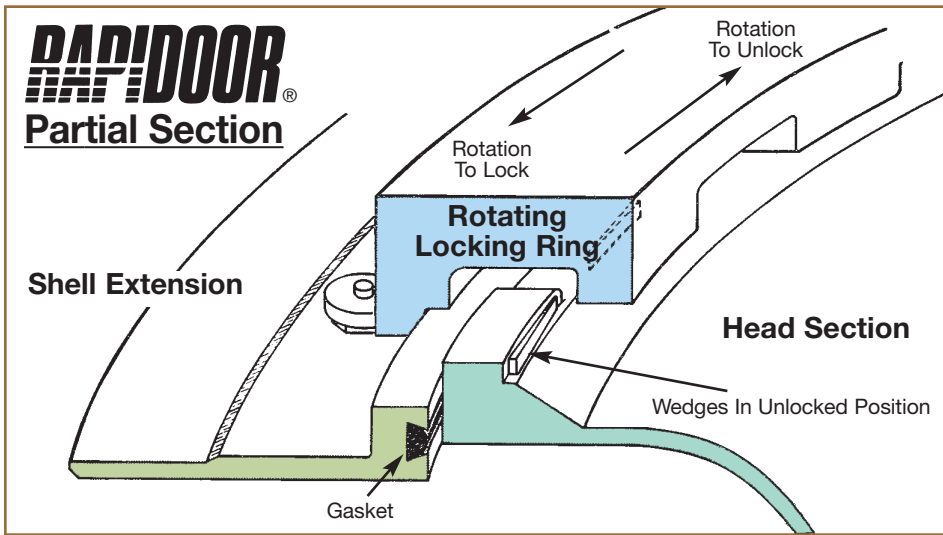 RAPIDOOR®
Partial Section
Rotation
To Unlock
Rotation
To Lock
Rotating
Locking Ring
Shell Extension
Head Section
Wedges In Unlocked Position
Gasket